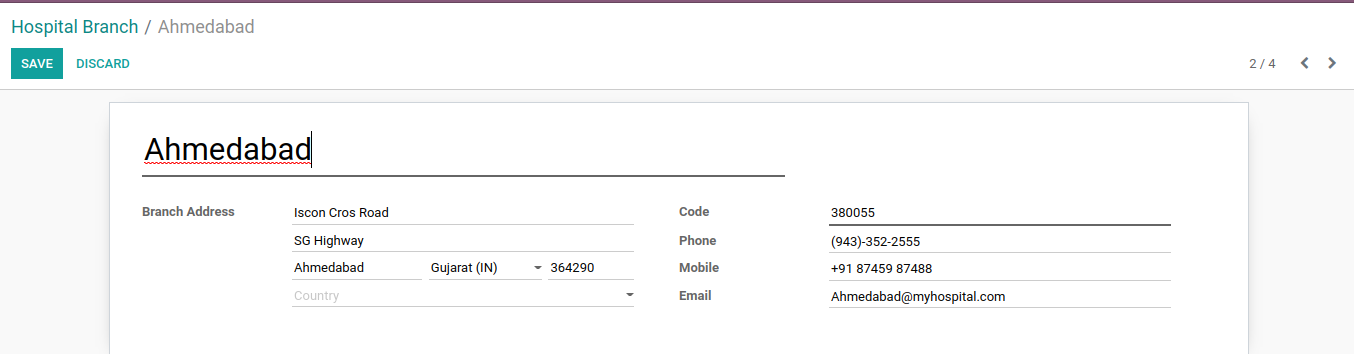 Hospital Branch / Ahmedabad
SAVE DISCARD 2 / 4
Ahmedabad
Branch Address Iscon Cros Road Code 380055
SG Highway Phone (943)-352-2555
Ahmedabad Gujarat (IN) 364290 Mobile +91 87459 87488
Country Email Ahmedabad@myhospital.com